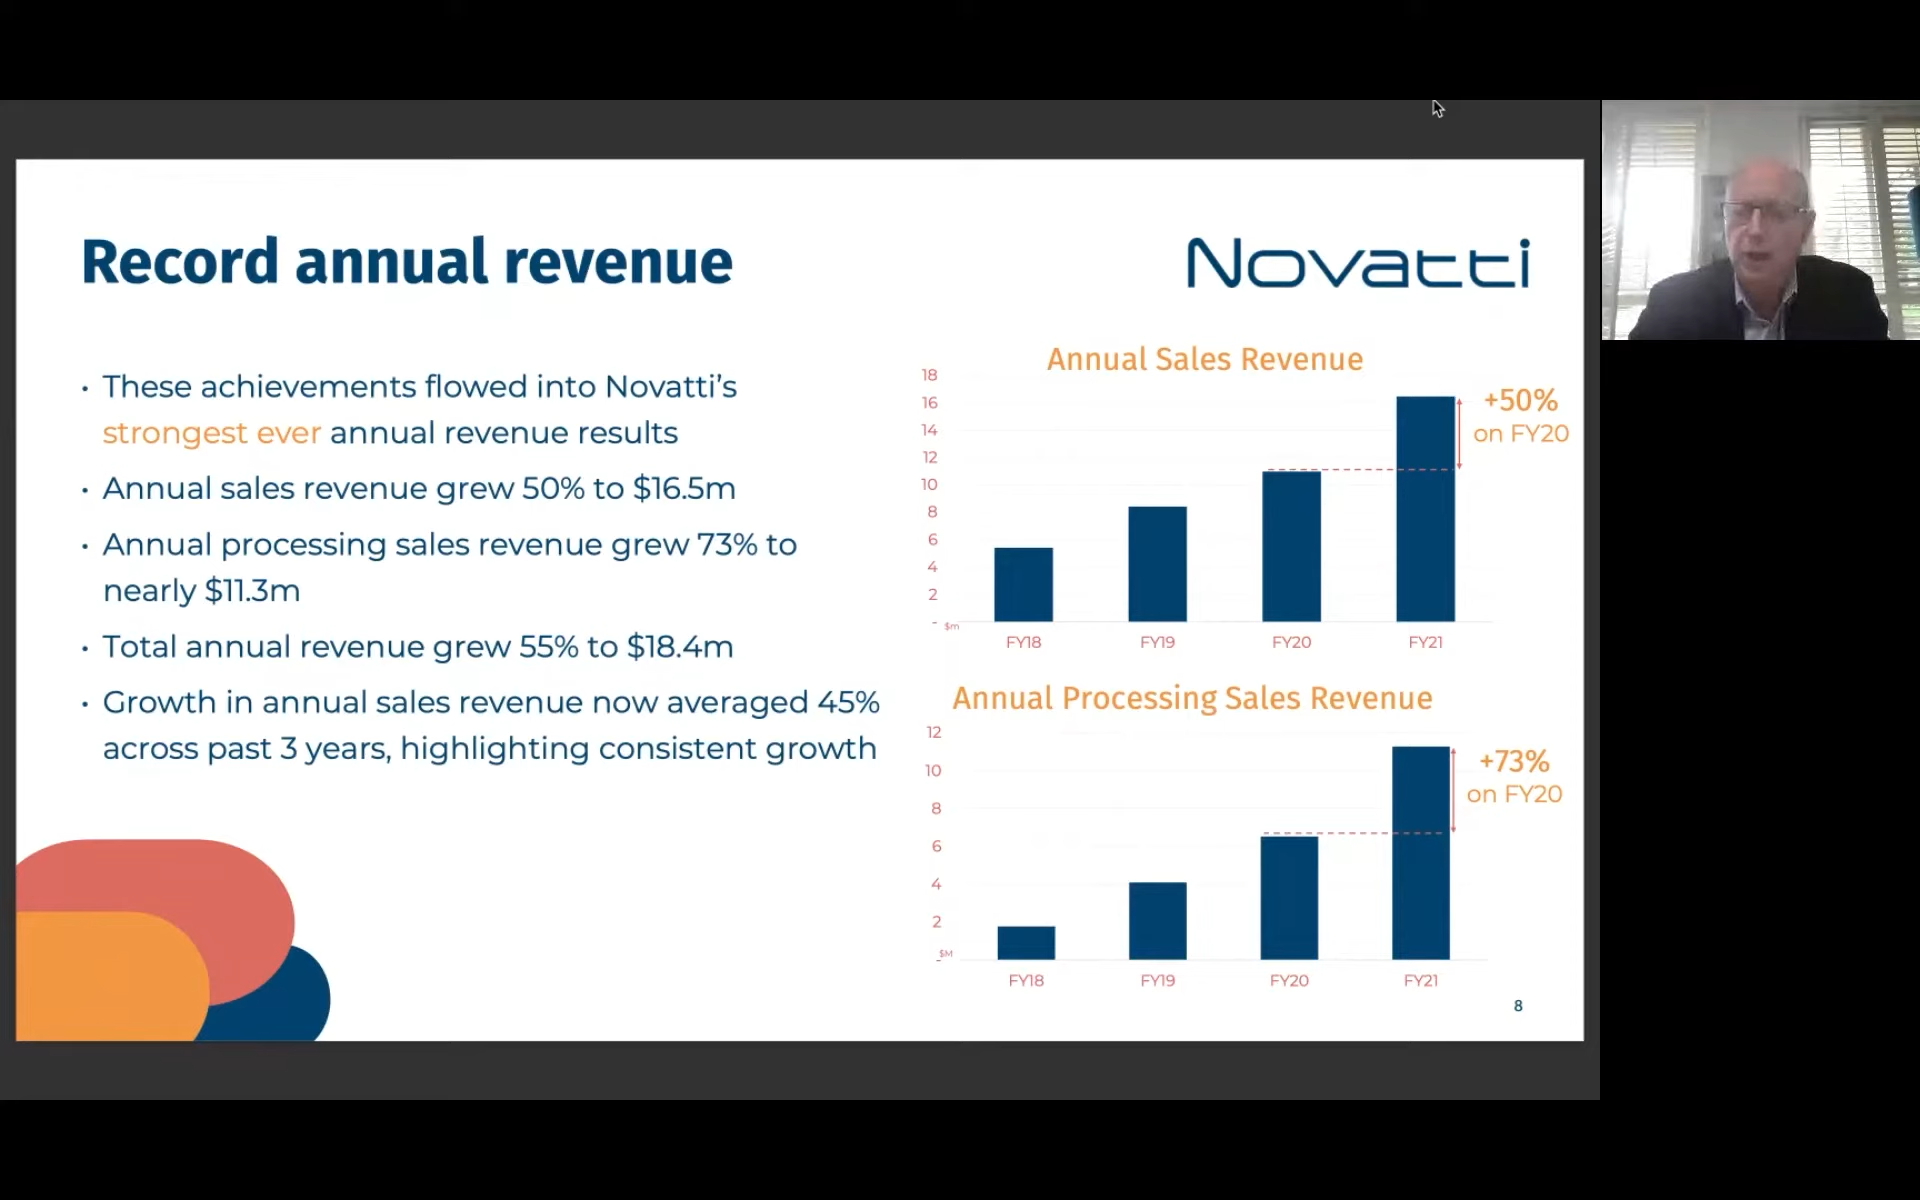 Record annual revenue
Novatti
• These achievements flowed into Novatti’s
strongest ever annual revenue results
• Annual sales revenue grew 50% to $16.5m
• Annual processing sales revenue grew 73% to
nearly $11.3m
• Total annual revenue grew 55% to $18.4m
• Growth in annual sales revenue now averaged 45%
across past 3 years, highlighting consistent growth
Annual Sales Revenue
18
16
14
12
10
8
6
4
2
- $m
FY18 FY19 FY20 FY21
+50%
on FY20
Annual Processing Sales Revenue
12
10
8
6
4
2
- $M
FY18 FY19 FY20 FY21
+73%
on FY20
8